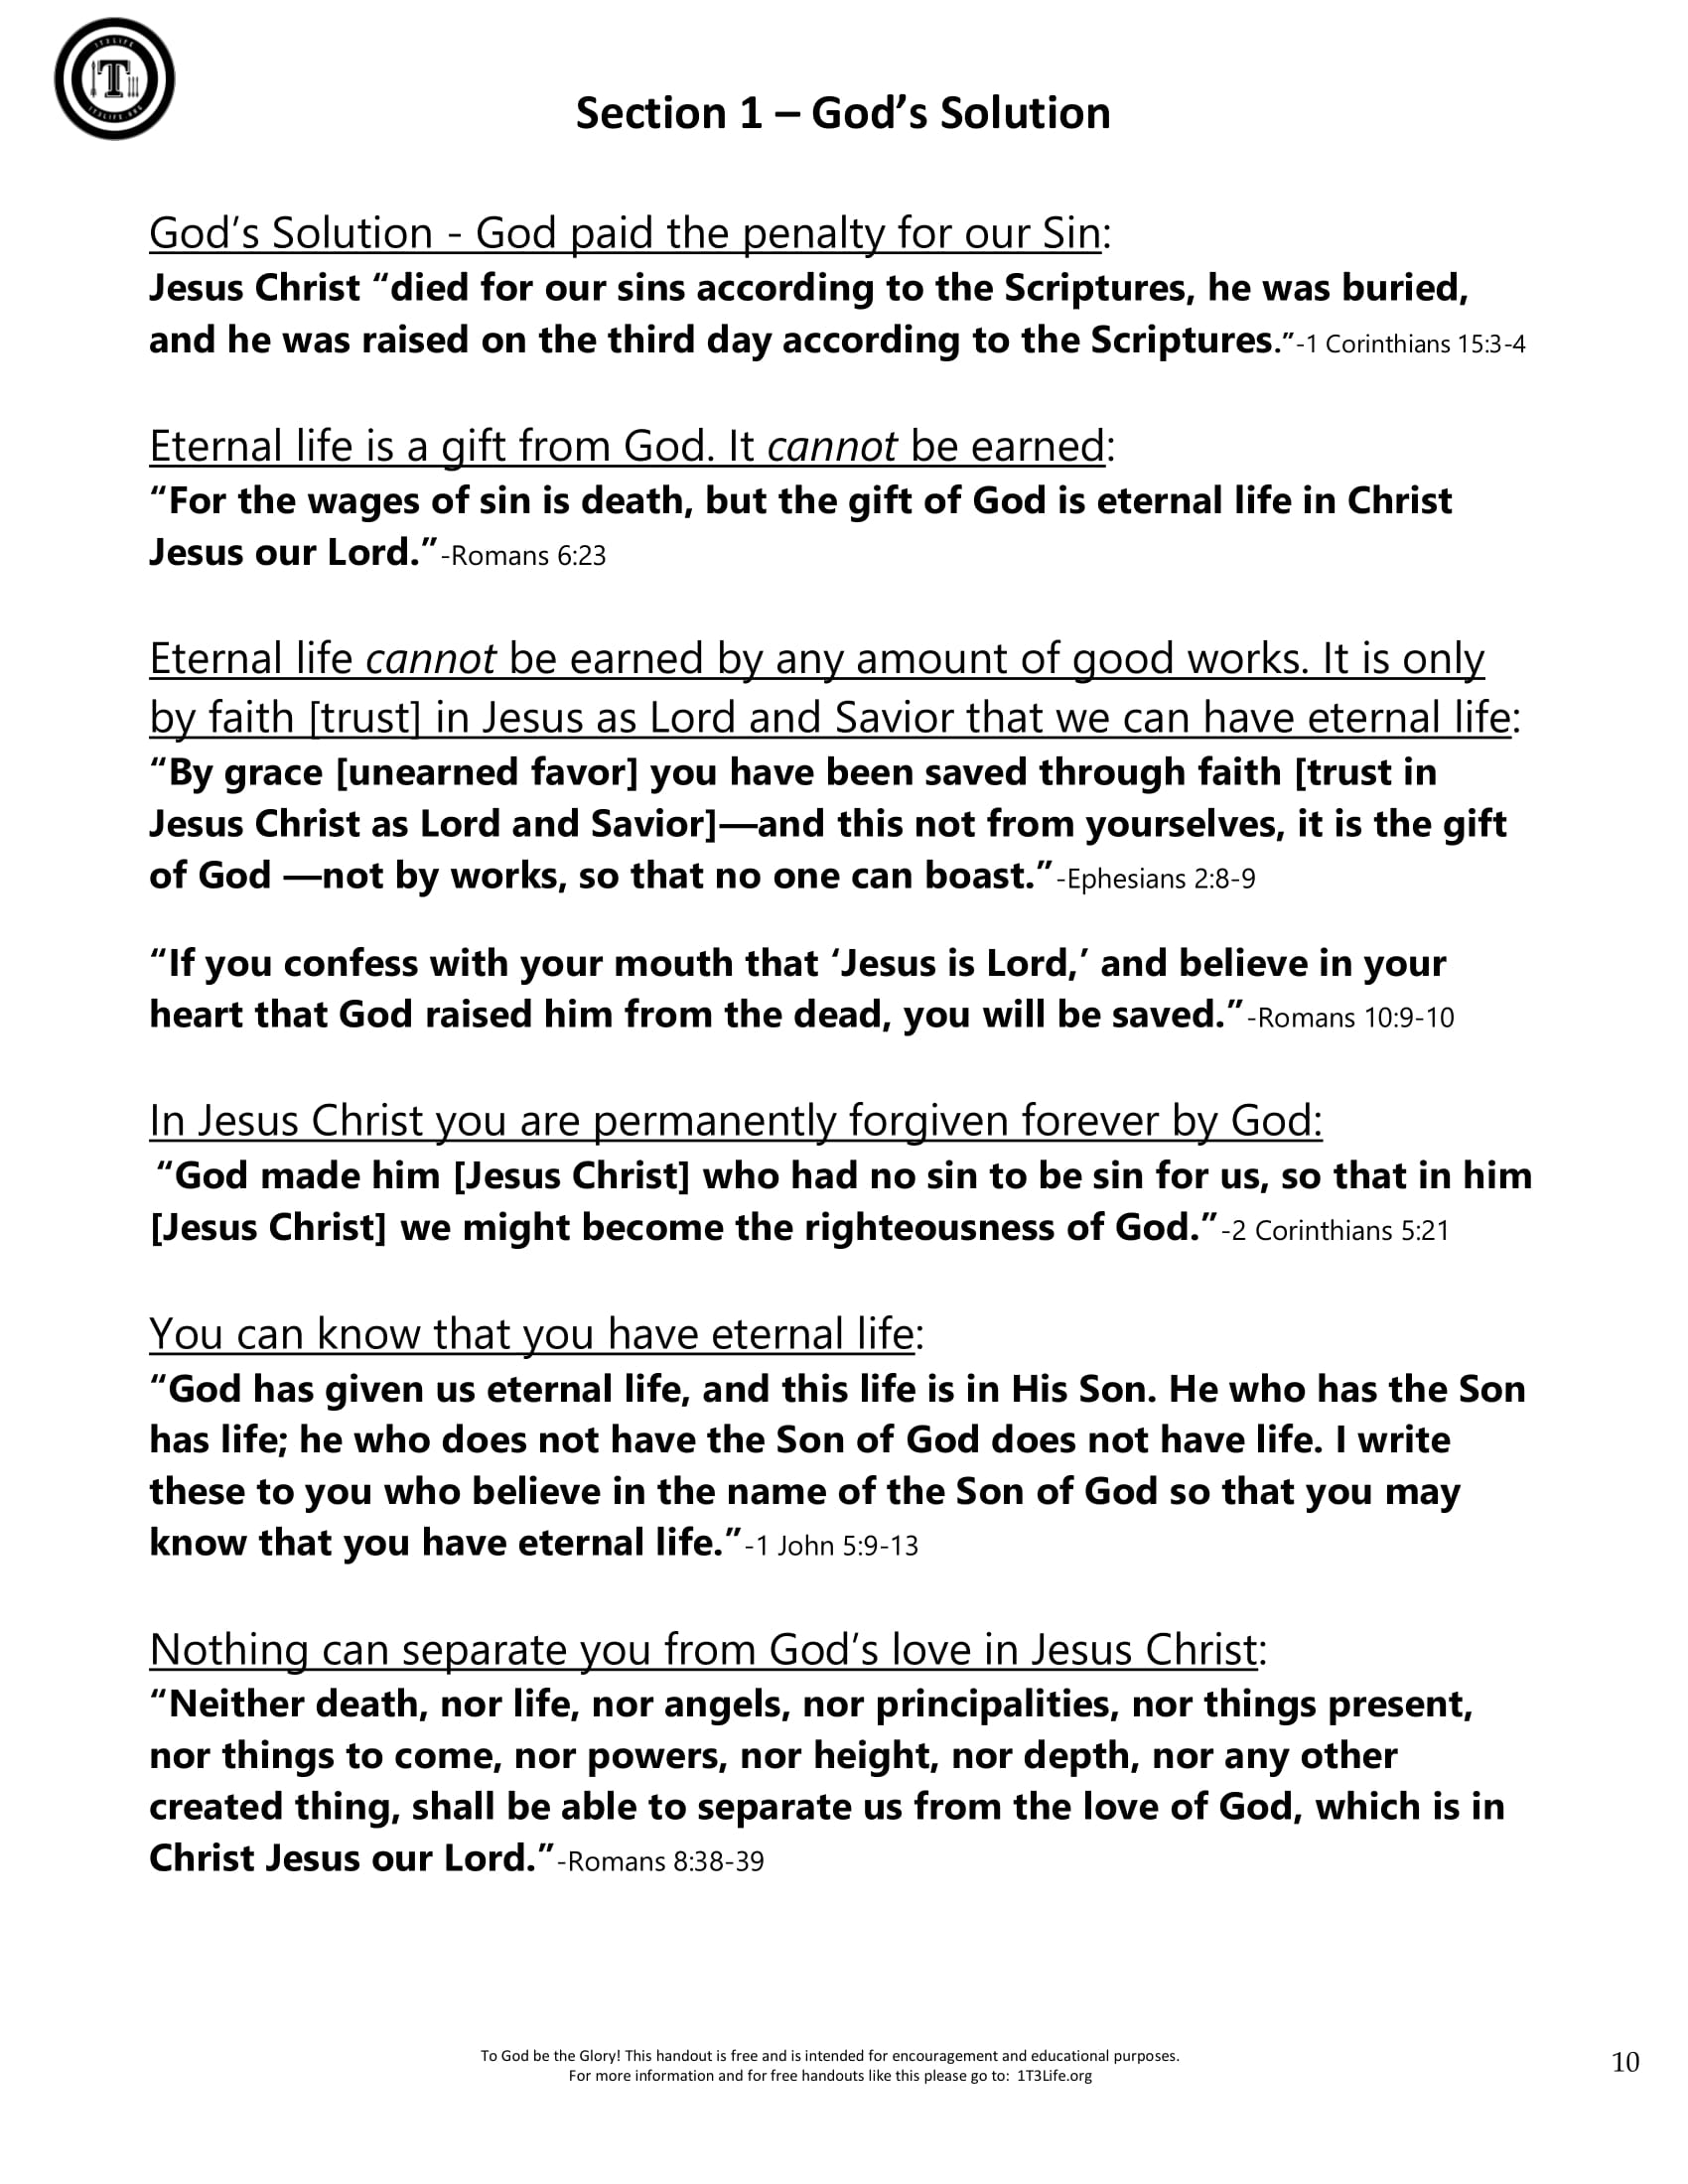 Section 1 – God’s Solution
God’s Solution - God paid the penalty for our Sin:
Jesus Christ “died for our sins according to the Scriptures, he was buried,
and he was raised on the third day according to the Scriptures.”-1 Corinthians 15:3-4
Eternal life is a gift from God. It cannot be earned:
“For the wages of sin is death, but the gift of God is eternal life in Christ
Jesus our Lord.”-Romans 6:23
Eternal life cannot be earned by any amount of good works. It is only
by faith [trust] in Jesus as Lord and Savior that we can have eternal life:
“By grace [unearned favor] you have been saved through faith [trust in
Jesus Christ as Lord and Savior]—and this not from yourselves, it is the gift
of God —not by works, so that no one can boast.”-Ephesians 2:8-9
“If you confess with your mouth that ‘Jesus is Lord,’ and believe in your
heart that God raised him from the dead, you will be saved.”-Romans 10:9-10
In Jesus Christ you are permanently forgiven forever by God:
“God made him [Jesus Christ] who had no sin to be sin for us, so that in him
[Jesus Christ] we might become the righteousness of God.”-2 Corinthians 5:21
You can know that you have eternal life:
“God has given us eternal life, and this life is in His Son. He who has the Son
has life; he who does not have the Son of God does not have life. I write
these to you who believe in the name of the Son of God so that you may
know that you have eternal life.”-1 John 5:9-13
Nothing can separate you from God’s love in Jesus Christ:
“Neither death, nor life, nor angels, nor principalities, nor things present,
nor things to come, nor powers, nor height, nor depth, nor any other
created thing, shall be able to separate us from the love of God, which is in
Christ Jesus our Lord.”-Romans 8:38-39
To God be the Glory! This handout is free and is intended for encouragement and educational purposes.
For more information and for free handouts like this please go to: 1T3Life.org
10